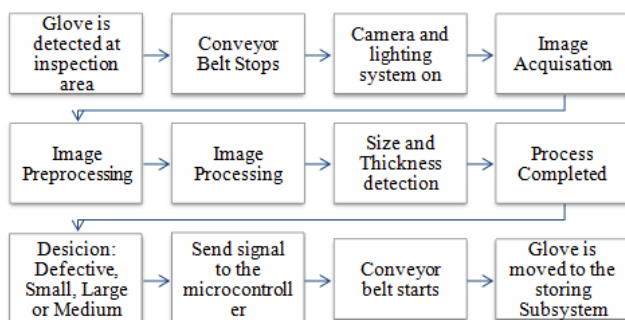 Glove is
detected at
inspection
area
Conveyor
Belt Stops
Camera and
lighting
system on
Image
Acquisation
Image
Preprocessing
Image
Processing
Size and
Thickness
detection
Process
Completed
Desicion:
Defective,
Small, Large
or Medium
Send signal
to the
microcontroll
er
Conveyor
belt starts
Glove is
moved to the
storing
Subsystem